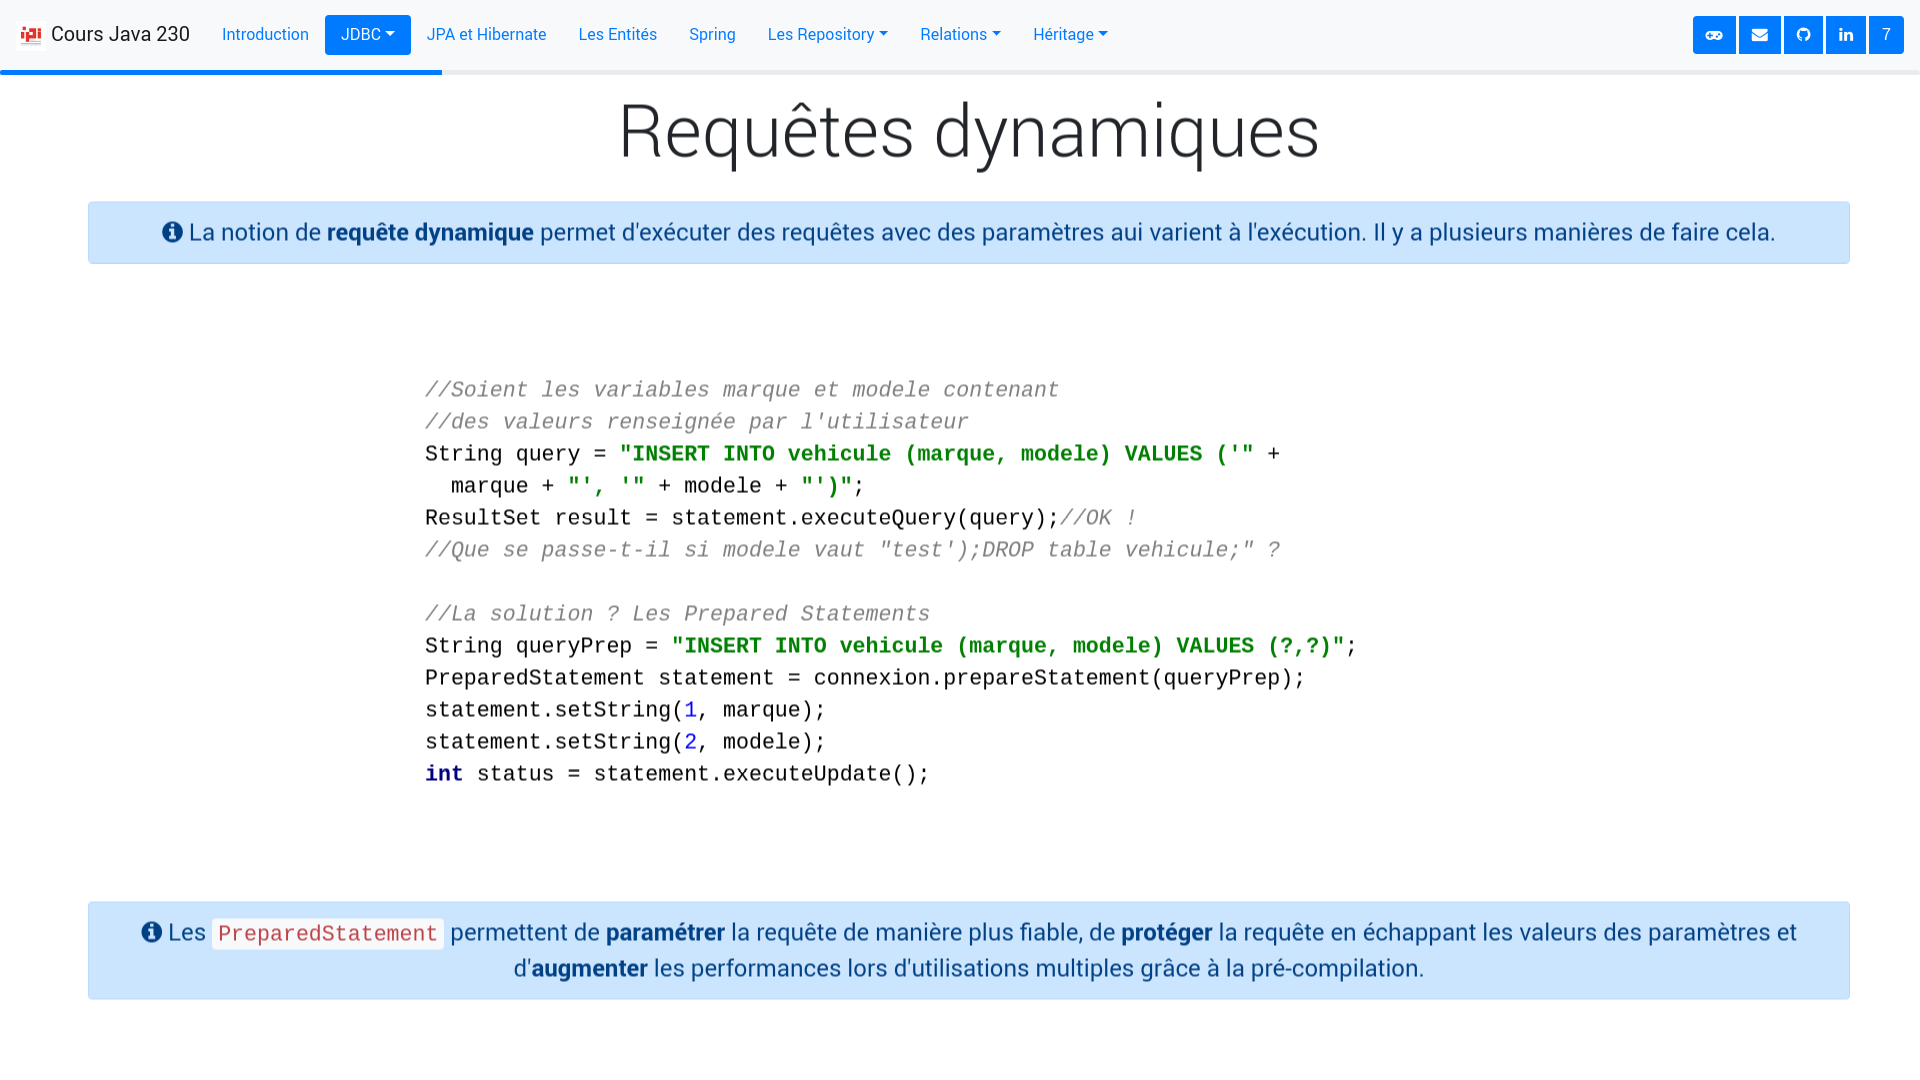 ipi Cours Java 230 Introduction JDBC JPA et Hibernate Les Entités Spring Les Repository Relations Héritage 7
Requêtes dynamiques
La notion de requête dynamique permet d'exécuter des requêtes avec des paramètres aui varient à l'exécution. Il y a plusieurs manières de faire cela.
//Soient les variables marque et modele contenant
//des valeurs renseignée par l'utilisateur
String query = "INSERT INTO vehicule (marque, modele) VALUES ('" +
  marque + "', '" + modele + "')";
ResultSet result = statement.executeQuery(query);//OK !
//Que se passe-t-il si modele vaut "test');DROP table vehicule;" ?
//La solution ? Les Prepared Statements
String queryPrep = "INSERT INTO vehicule (marque, modele) VALUES (?,?)";
PreparedStatement statement = connexion.prepareStatement(queryPrep);
statement.setString(1, marque);
statement.setString(2, modele);
int status = statement.executeUpdate();
Les PreparedStatement permettent de paramétrer la requête de manière plus fiable, de protéger la requête en échappant les valeurs des paramètres et
d'augmenter les performances lors d'utilisations multiples grâce à la pré-compilation.